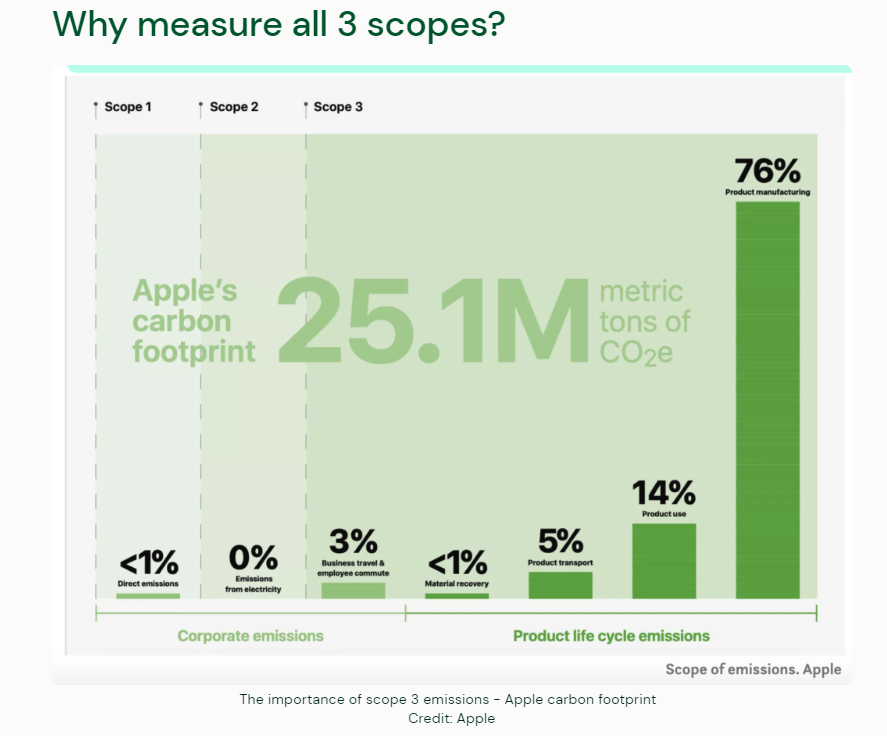 Why measure all 3 scopes?
Scope 1
Scope 2
Scope 3
Apple's
carbon
footprint
25.1M
metric
tons of
CO₂e
<1%
Direct emissions
0%
Emissions
from electricity
3%
Business travel &
employee commute
<1%
Material recovery
5%
Product transport
14%
Product use
76%
Product manufacturing
Corporate emissions
Product life cycle emissions
Scope of emissions. Apple
The importance of scope 3 emissions - Apple carbon footprint
Credit: Apple